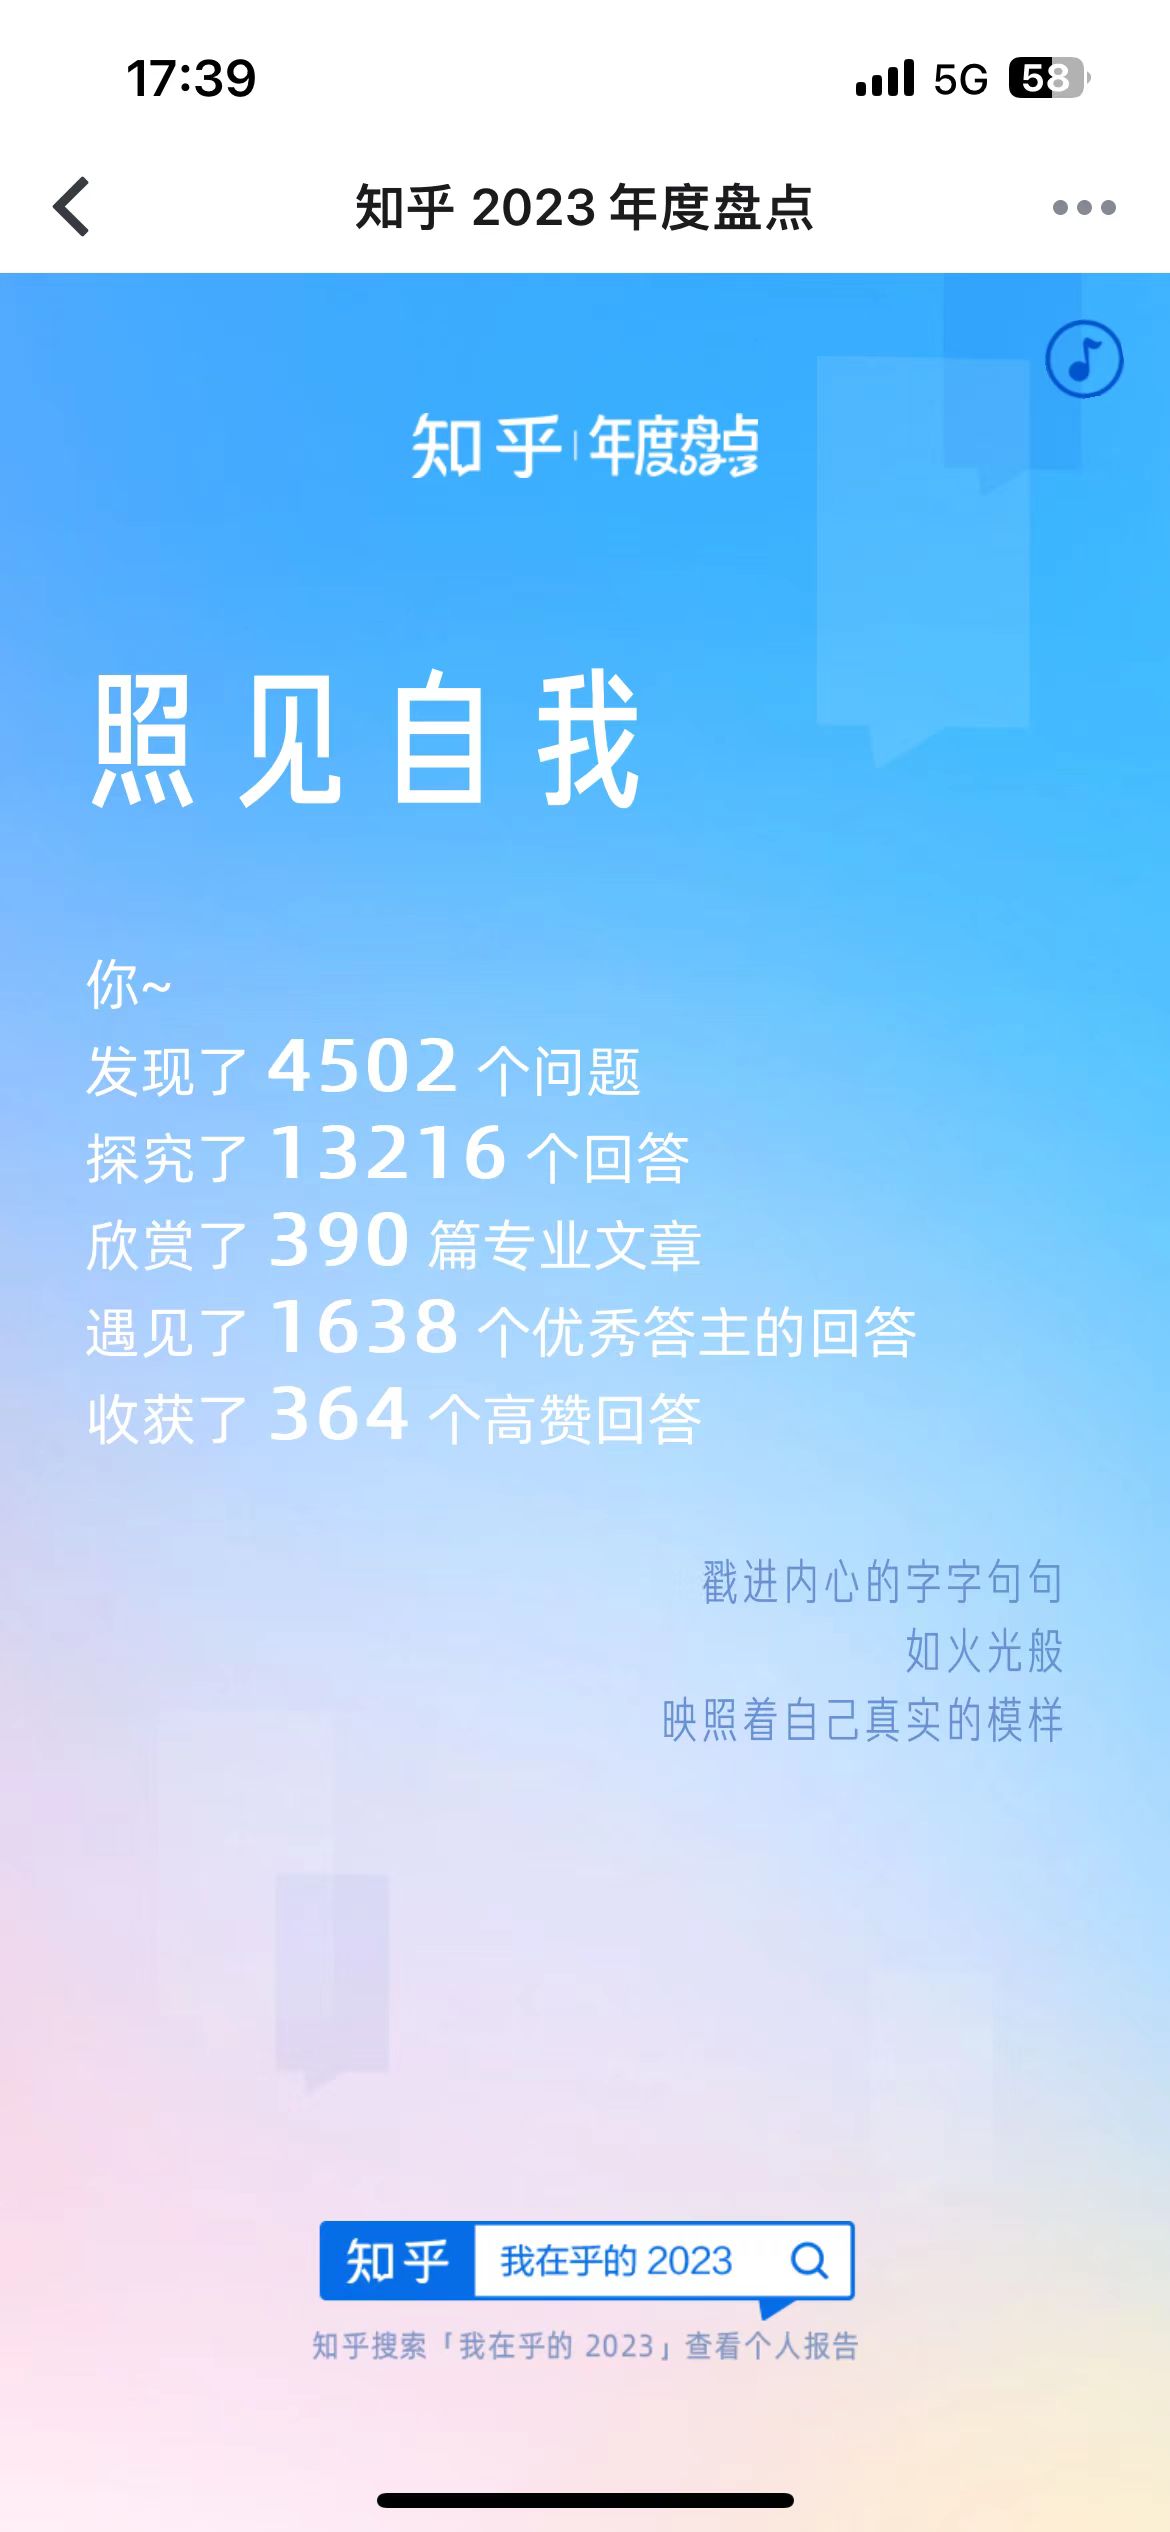 17:39
5G 58
知乎 2023 年度盘点
知乎 年度盘点 2023
照见自我
你~
发现了 4502 个问题
探究了 13216 个回答
欣赏了 390 篇专业文章
遇见了 1638 个优秀答主的回答
收获了 364 个高赞回答
戳进内心的字字句句
如火光般
映照着自己真实的模样
知乎 我在乎的 2023
知乎搜索「我在乎的 2023」查看个人报告